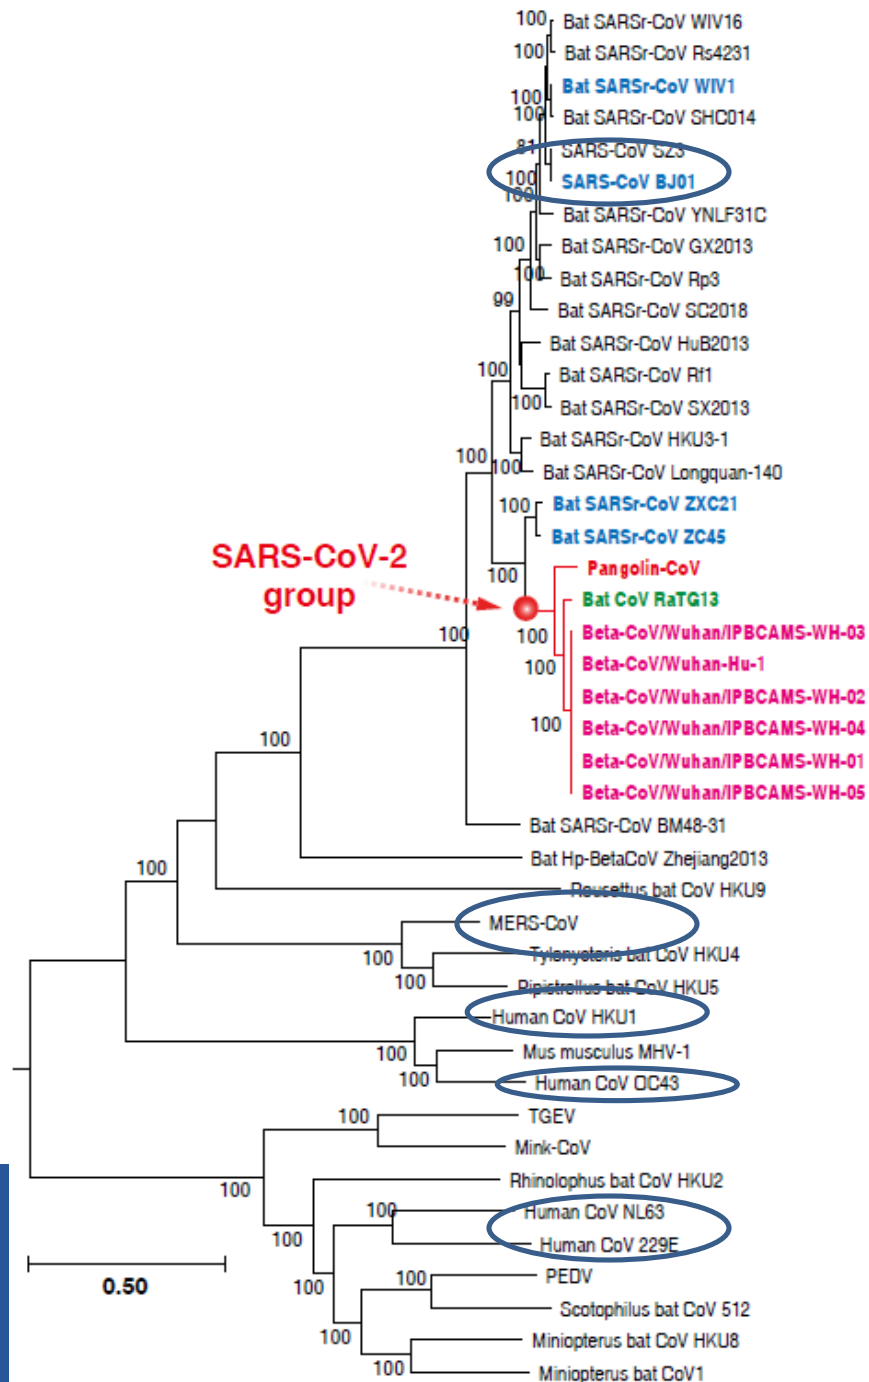 100
Bat SARSr-CoV WIV16
100
Bat SARSr-CoV Rs4231
Bat SARSr-CoV WIV1
100
100
Bat SARSr-CoV SHC014
81
SARS-CoV SZ3
100
SARS-CoV BJ01
100
Bat SARSr-CoV YNLF31C
100
Bat SARSr-CoV GX2013
100
Bat SARSr-CoV Rp3
99
Bat SARSr-CoV SC2018
Bat SARSr-CoV HuB2013
100
Bat SARSr-CoV Rf1
100
Bat SARSr-CoV SX2013
Bat SARSr-CoV HKU3-1
100
100
Bat SARSr-CoV Longquan-140
100
Bat SARSr-CoV ZXC21
Bat SARSr-CoV ZC45
SARS-CoV-2
group
100
Pangolin-CoV
Bat CoV RaTG13
100
100
Beta-CoV/Wuhan/IPBCAMS-WH-03
100
Beta-CoV/Wuhan-Hu-1
Beta-CoV/Wuhan/IPBCAMS-WH-02
100
Beta-CoV/Wuhan/IPBCAMS-WH-04
100
Beta-CoV/Wuhan/IPBCAMS-WH-01
Beta-CoV/Wuhan/IPBCAMS-WH-05
Bat SARSr-CoV BM48-31
Bat Hp-BetaCoV Zhejiang2013
100
Rousettus bat CoV HKU9
MERS-CoV
100
Tylonycteris bat CoV HKU4
100
Pipistrellus bat CoV HKU5
Human CoV HKU1
100
Mus musculus MHV-1
100
Human CoV OC43
100
TGEV
Mink-CoV
100
Rhinolophus bat CoV HKU2
100
Human CoV NL63
100
Human CoV 229E
0.50
100
100
PEDV
Scotophilus bat CoV 512
100
Miniopterus bat CoV HKU8
100
Miniopterus bat CoV1